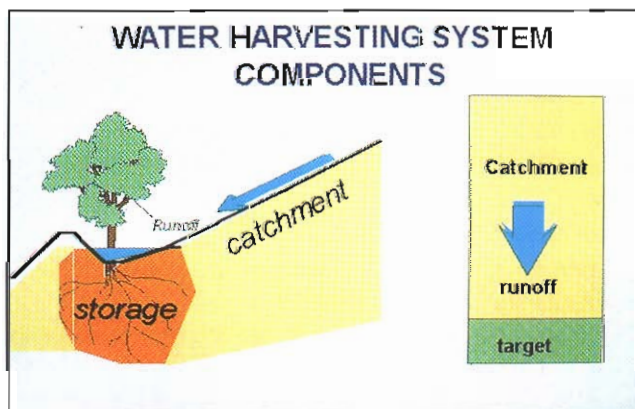 WATER HARVESTING SYSTEM
COMPONENTS
Runoff
catchment
storage
Catchment
runoff
target